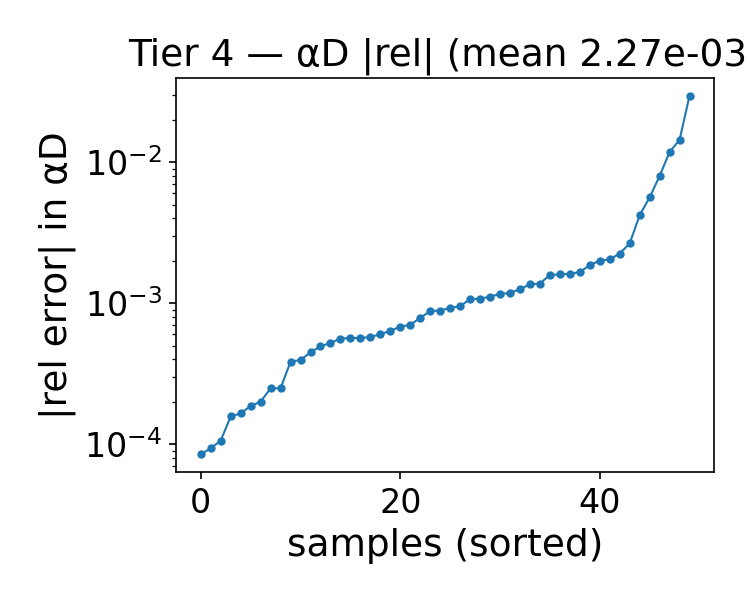 Tier 4 — αD |rel| (mean 2.27e-03
|rel error| in αD
10⁻²
10⁻³
10⁻⁴
0 20 40
samples (sorted)